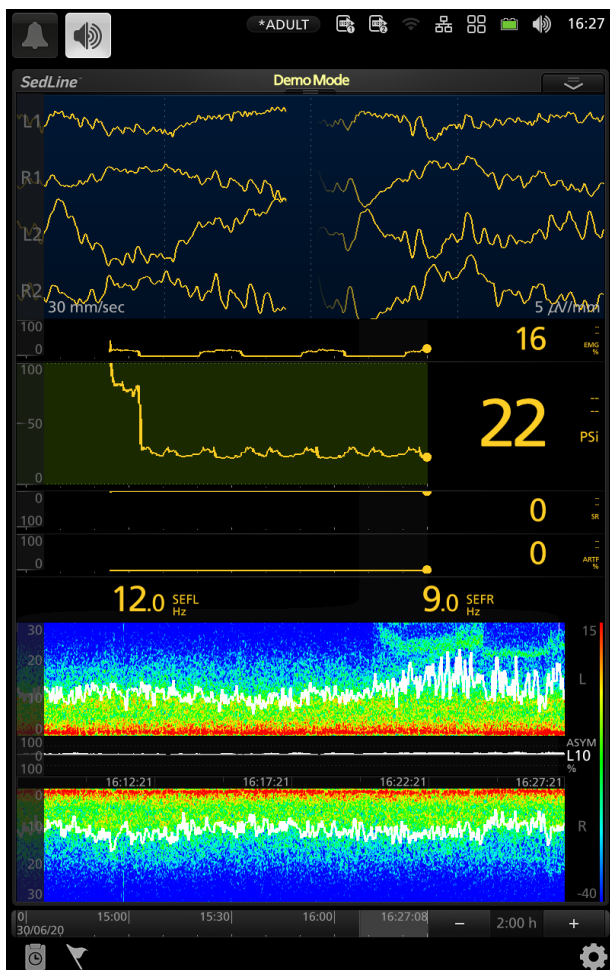 *ADULT 16:27
SedLine Demo Mode
L1
R1
L2
R2
30 mm/sec 5 µV/mm
100
0
16
--
--
EMG
%
100
50
0
22
--
--
PSi
0
100
0
--
--
SR
100
0
0
--
--
ARTF
%
12.0 SEFL
Hz
9.0 SEFR
Hz
30
20
10
0
15
L
100
0
100
ASYM
L10
%
16:12:21 16:17:21 16:22:21 16:27:21
0
10
20
30
R
-40
0 15:00 15:30 16:00 16:27:08 – 2:00 h +
30/06/20